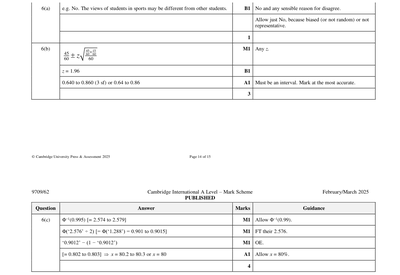 6(a) e.g. No. The views of students in sports may be different from other students. B1 No and any sensible reason for disagree.
Allow just No, because biased (or not random) or not
representative.
1
6(b) 45/60 ± z√((45/60 × 15/60)/60) M1 Any z.
z = 1.96 B1
0.640 to 0.860 (3 sf) or 0.64 to 0.86 A1 Must be an interval. Mark at the most accurate.
3
© Cambridge University Press & Assessment 2025 Page 14 of 15
9709/62 Cambridge International A Level – Mark Scheme February/March 2025
PUBLISHED
Question Answer Marks Guidance
6(c) Φ⁻¹(0.995) [= 2.574 to 2.579] M1 Allow Φ⁻¹(0.99).
Φ('2.576' ÷ 2) [= Φ('1.288') = 0.901 to 0.9015] M1 FT their 2.576.
'0.9012' − (1 − '0.9012') M1 OE.
[= 0.802 to 0.803] ⇒ x = 80.2 to 80.3 or x = 80 A1 Allow x = 80%.
4